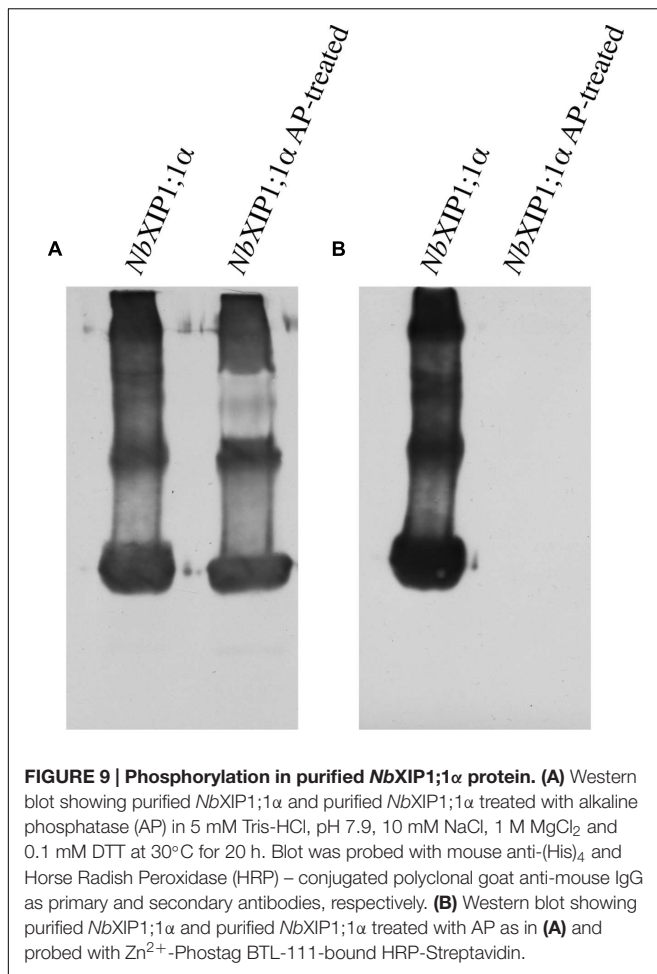 NbXIP1;1α
NbXIP1;1α AP-treated
A
NbXIP1;1α
NbXIP1;1α AP-treated
B
FIGURE 9 | Phosphorylation in purified NbXIP1;1α protein. (A) Western
blot showing purified NbXIP1;1α and purified NbXIP1;1α treated with alkaline
phosphatase (AP) in 5 mM Tris-HCl, pH 7.9, 10 mM NaCl, 1 M MgCl₂ and
0.1 mM DTT at 30°C for 20 h. Blot was probed with mouse anti-(His)₄ and
Horse Radish Peroxidase (HRP) – conjugated polyclonal goat anti-mouse IgG
as primary and secondary antibodies, respectively. (B) Western blot showing
purified NbXIP1;1α and purified NbXIP1;1α treated with AP as in (A) and
probed with Zn²⁺-Phostag BTL-111-bound HRP-Streptavidin.